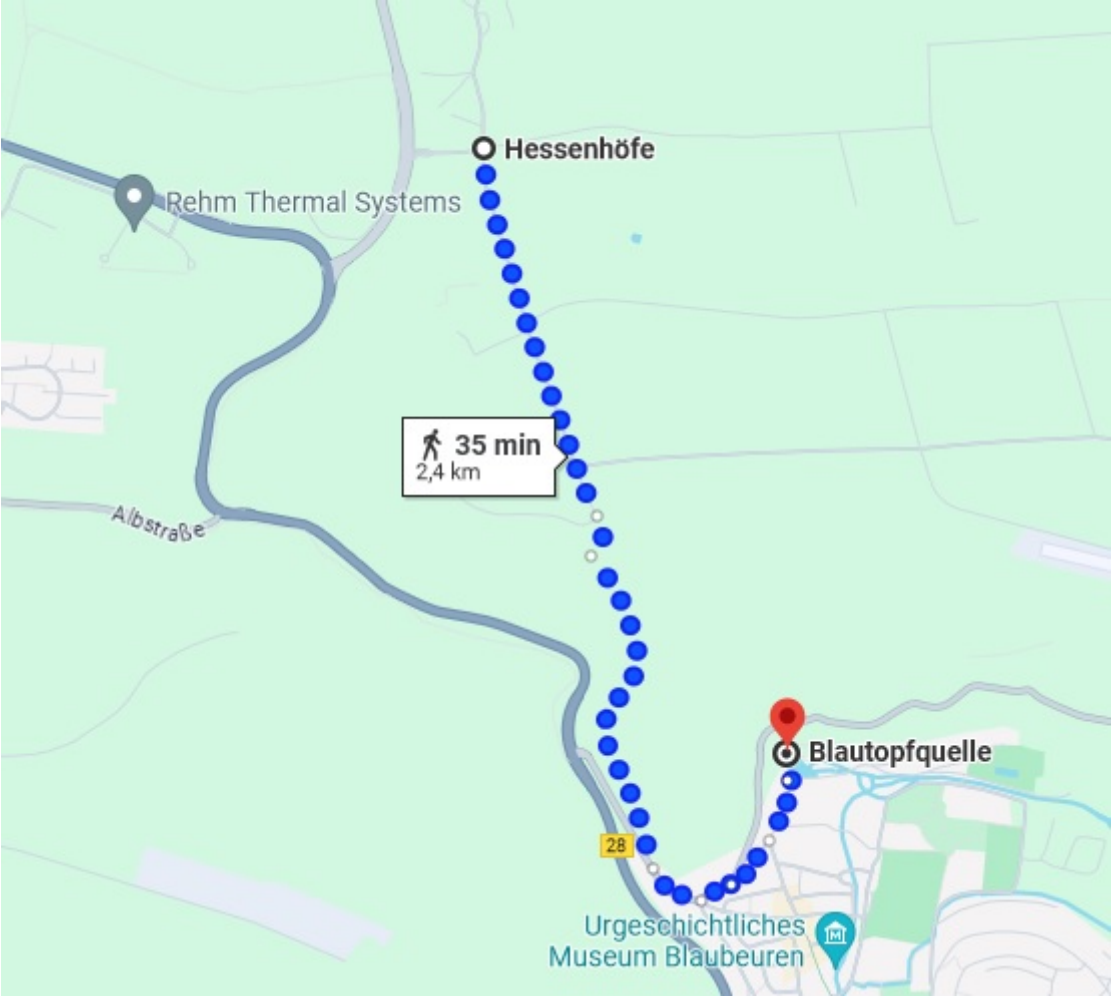 Hessenhöfe
Rehm Thermal Systems
35 min
2,4 km
Albstraße
Blautopfquelle
28
Urgeschichtliches
Museum Blaubeuren